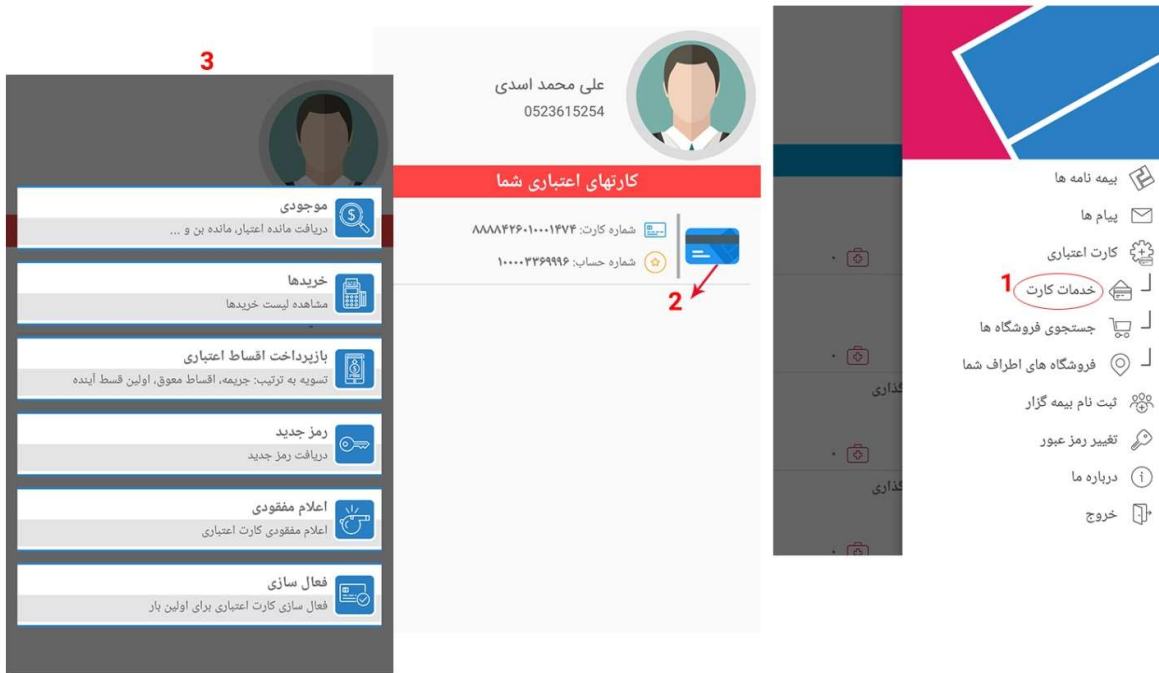 1
بیمه نامه ها
پیام ها
کارت اعتباری
خدمات کارت
جستجوی فروشگاه ها
فروشگاه های اطراف شما
ثبت نام بیمه گزار
تغییر رمز عبور
درباره ما
خروج
گذاری
گذاری
علی محمد اسدی
0523615254
کارتهای اعتباری شما
شماره کارت: ۸۸۸۸۴۲۶۰۱۰۰۰۱۴۷۴
شماره حساب: ۱۰۰۰۰۳۳۶۹۹۹۶
2
3
موجودی
دریافت مانده اعتبار، مانده بن و ...
خریدها
مشاهده لیست خریدها
بازپرداخت اقساط اعتباری
تسویه به ترتیب: جریمه، اقساط معوق، اولین قسط آینده
رمز جدید
دریافت رمز جدید
اعلام مفقودی
اعلام مفقودی کارت اعتباری
فعال سازی
فعال سازی کارت اعتباری برای اولین بار